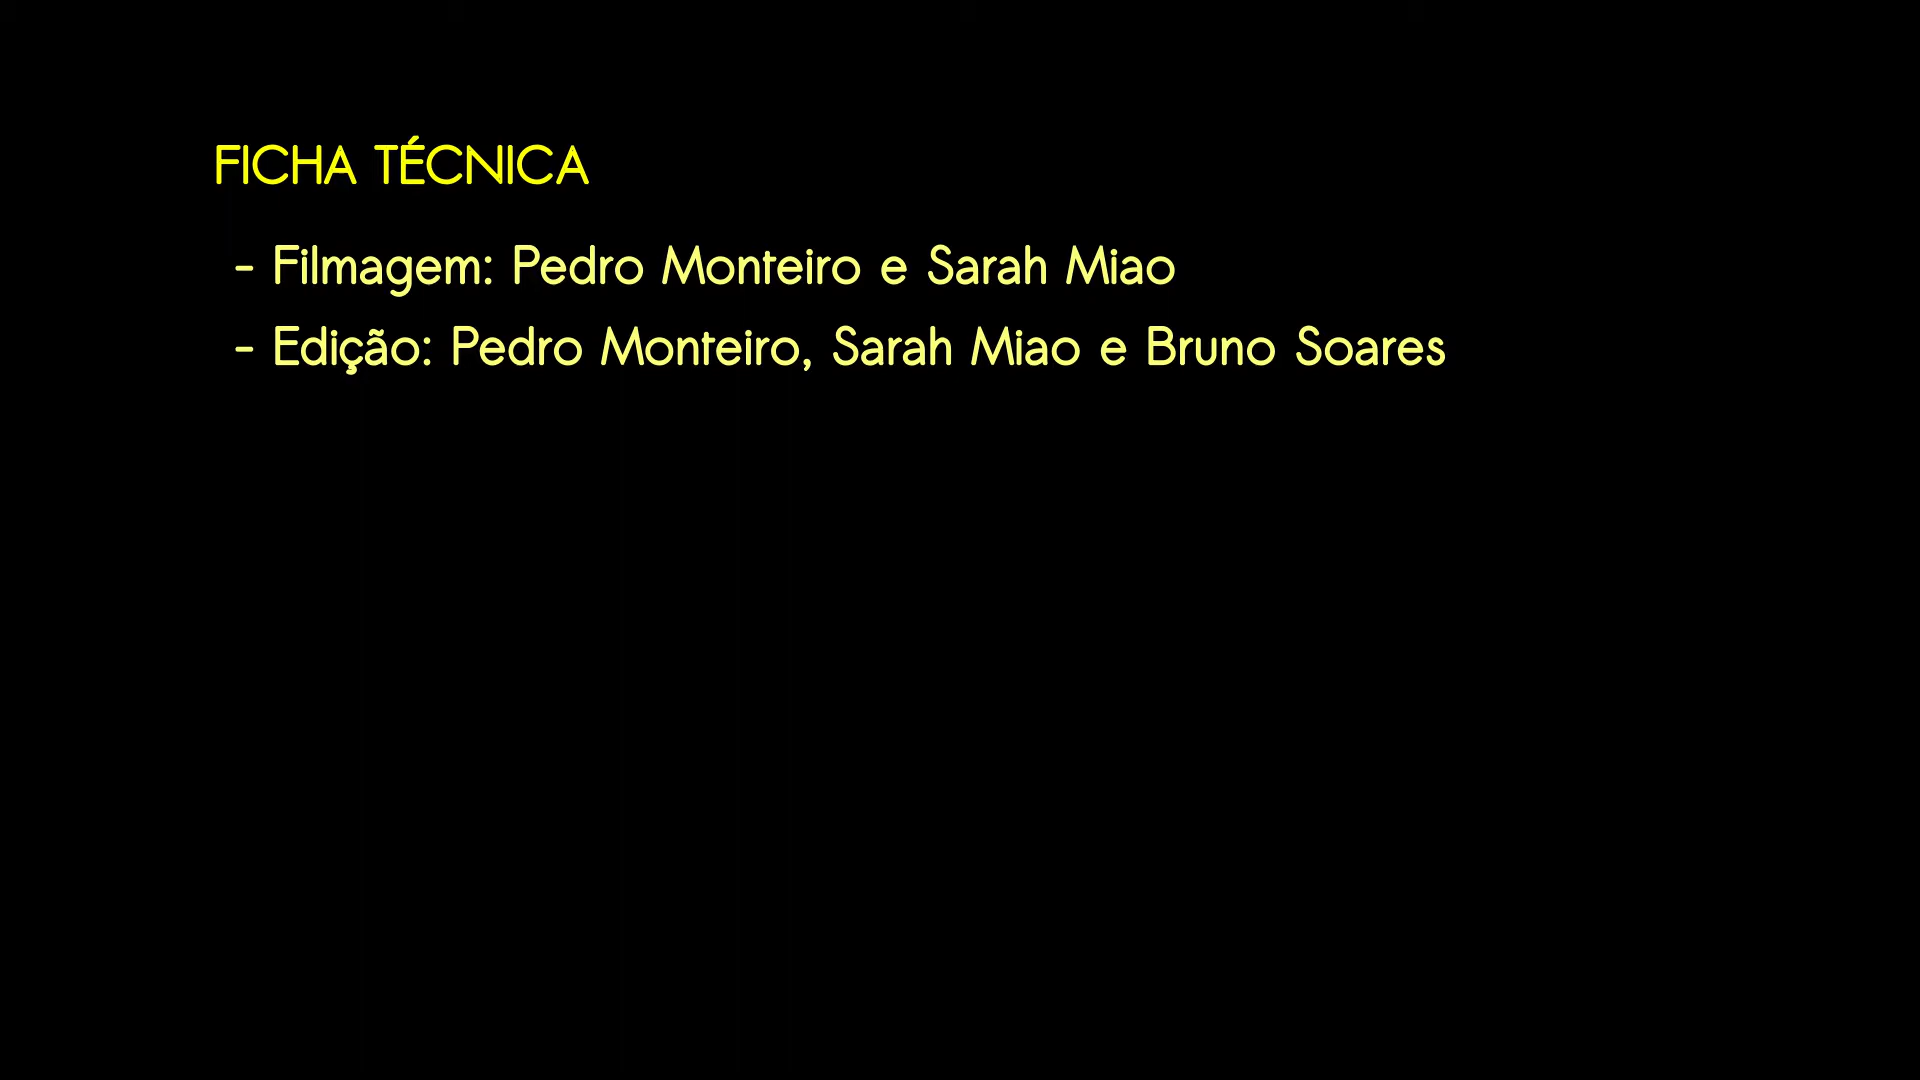 FICHA TÉCNICA
- Filmagem: Pedro Monteiro e Sarah Miao
- Edição: Pedro Monteiro, Sarah Miao e Bruno Soares